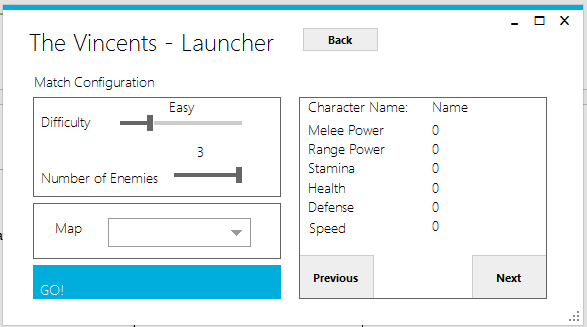 The Vincents - Launcher
Back
Match Configuration
Easy
Difficulty
3
Number of Enemies
Map
GO!
Character Name: Name
Melee Power 0
Range Power 0
Stamina 0
Health 0
Defense 0
Speed 0
Previous
Next